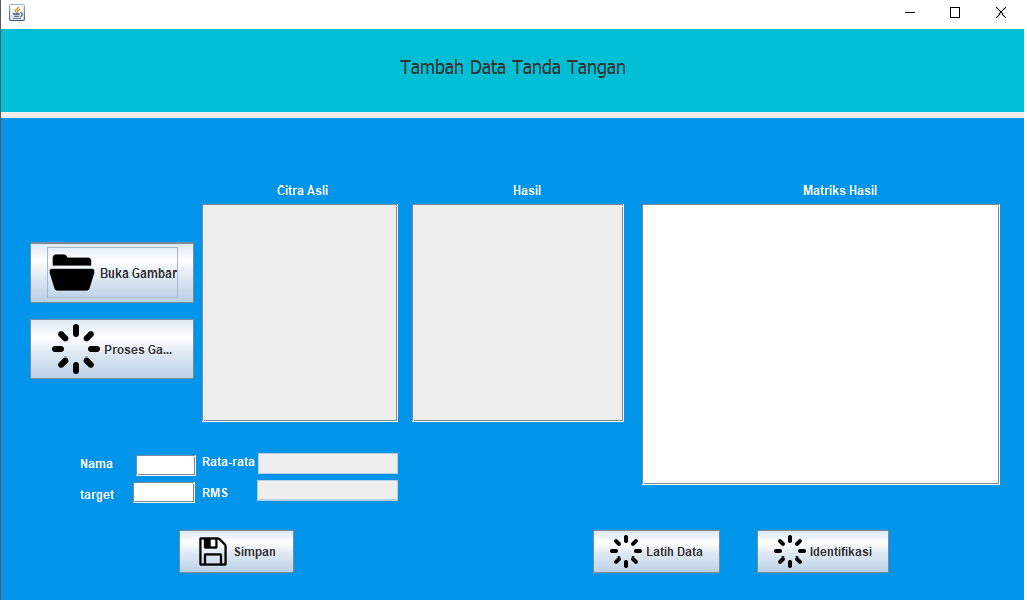 Tambah Data Tanda Tangan
Citra Asli
Hasil
Matriks Hasil
Buka Gambar
Proses Ga...
Nama
Rata-rata
target
RMS
Simpan
Latih Data
Identifikasi